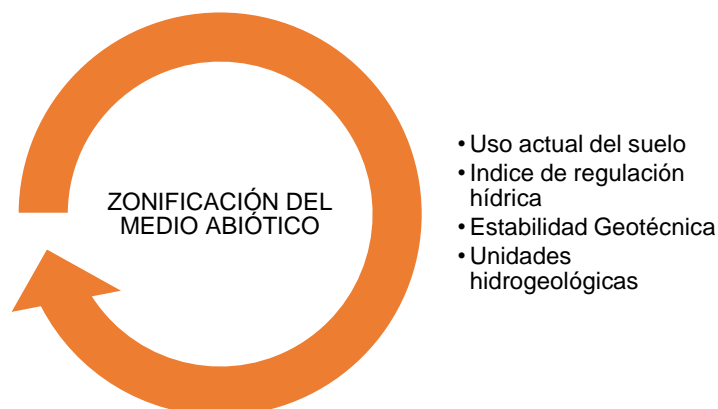 ZONIFICACIÓN DEL
MEDIO ABIÓTICO
• Uso actual del suelo
• Indice de regulación
hídrica
• Estabilidad Geotécnica
• Unidades
hidrogeológicas